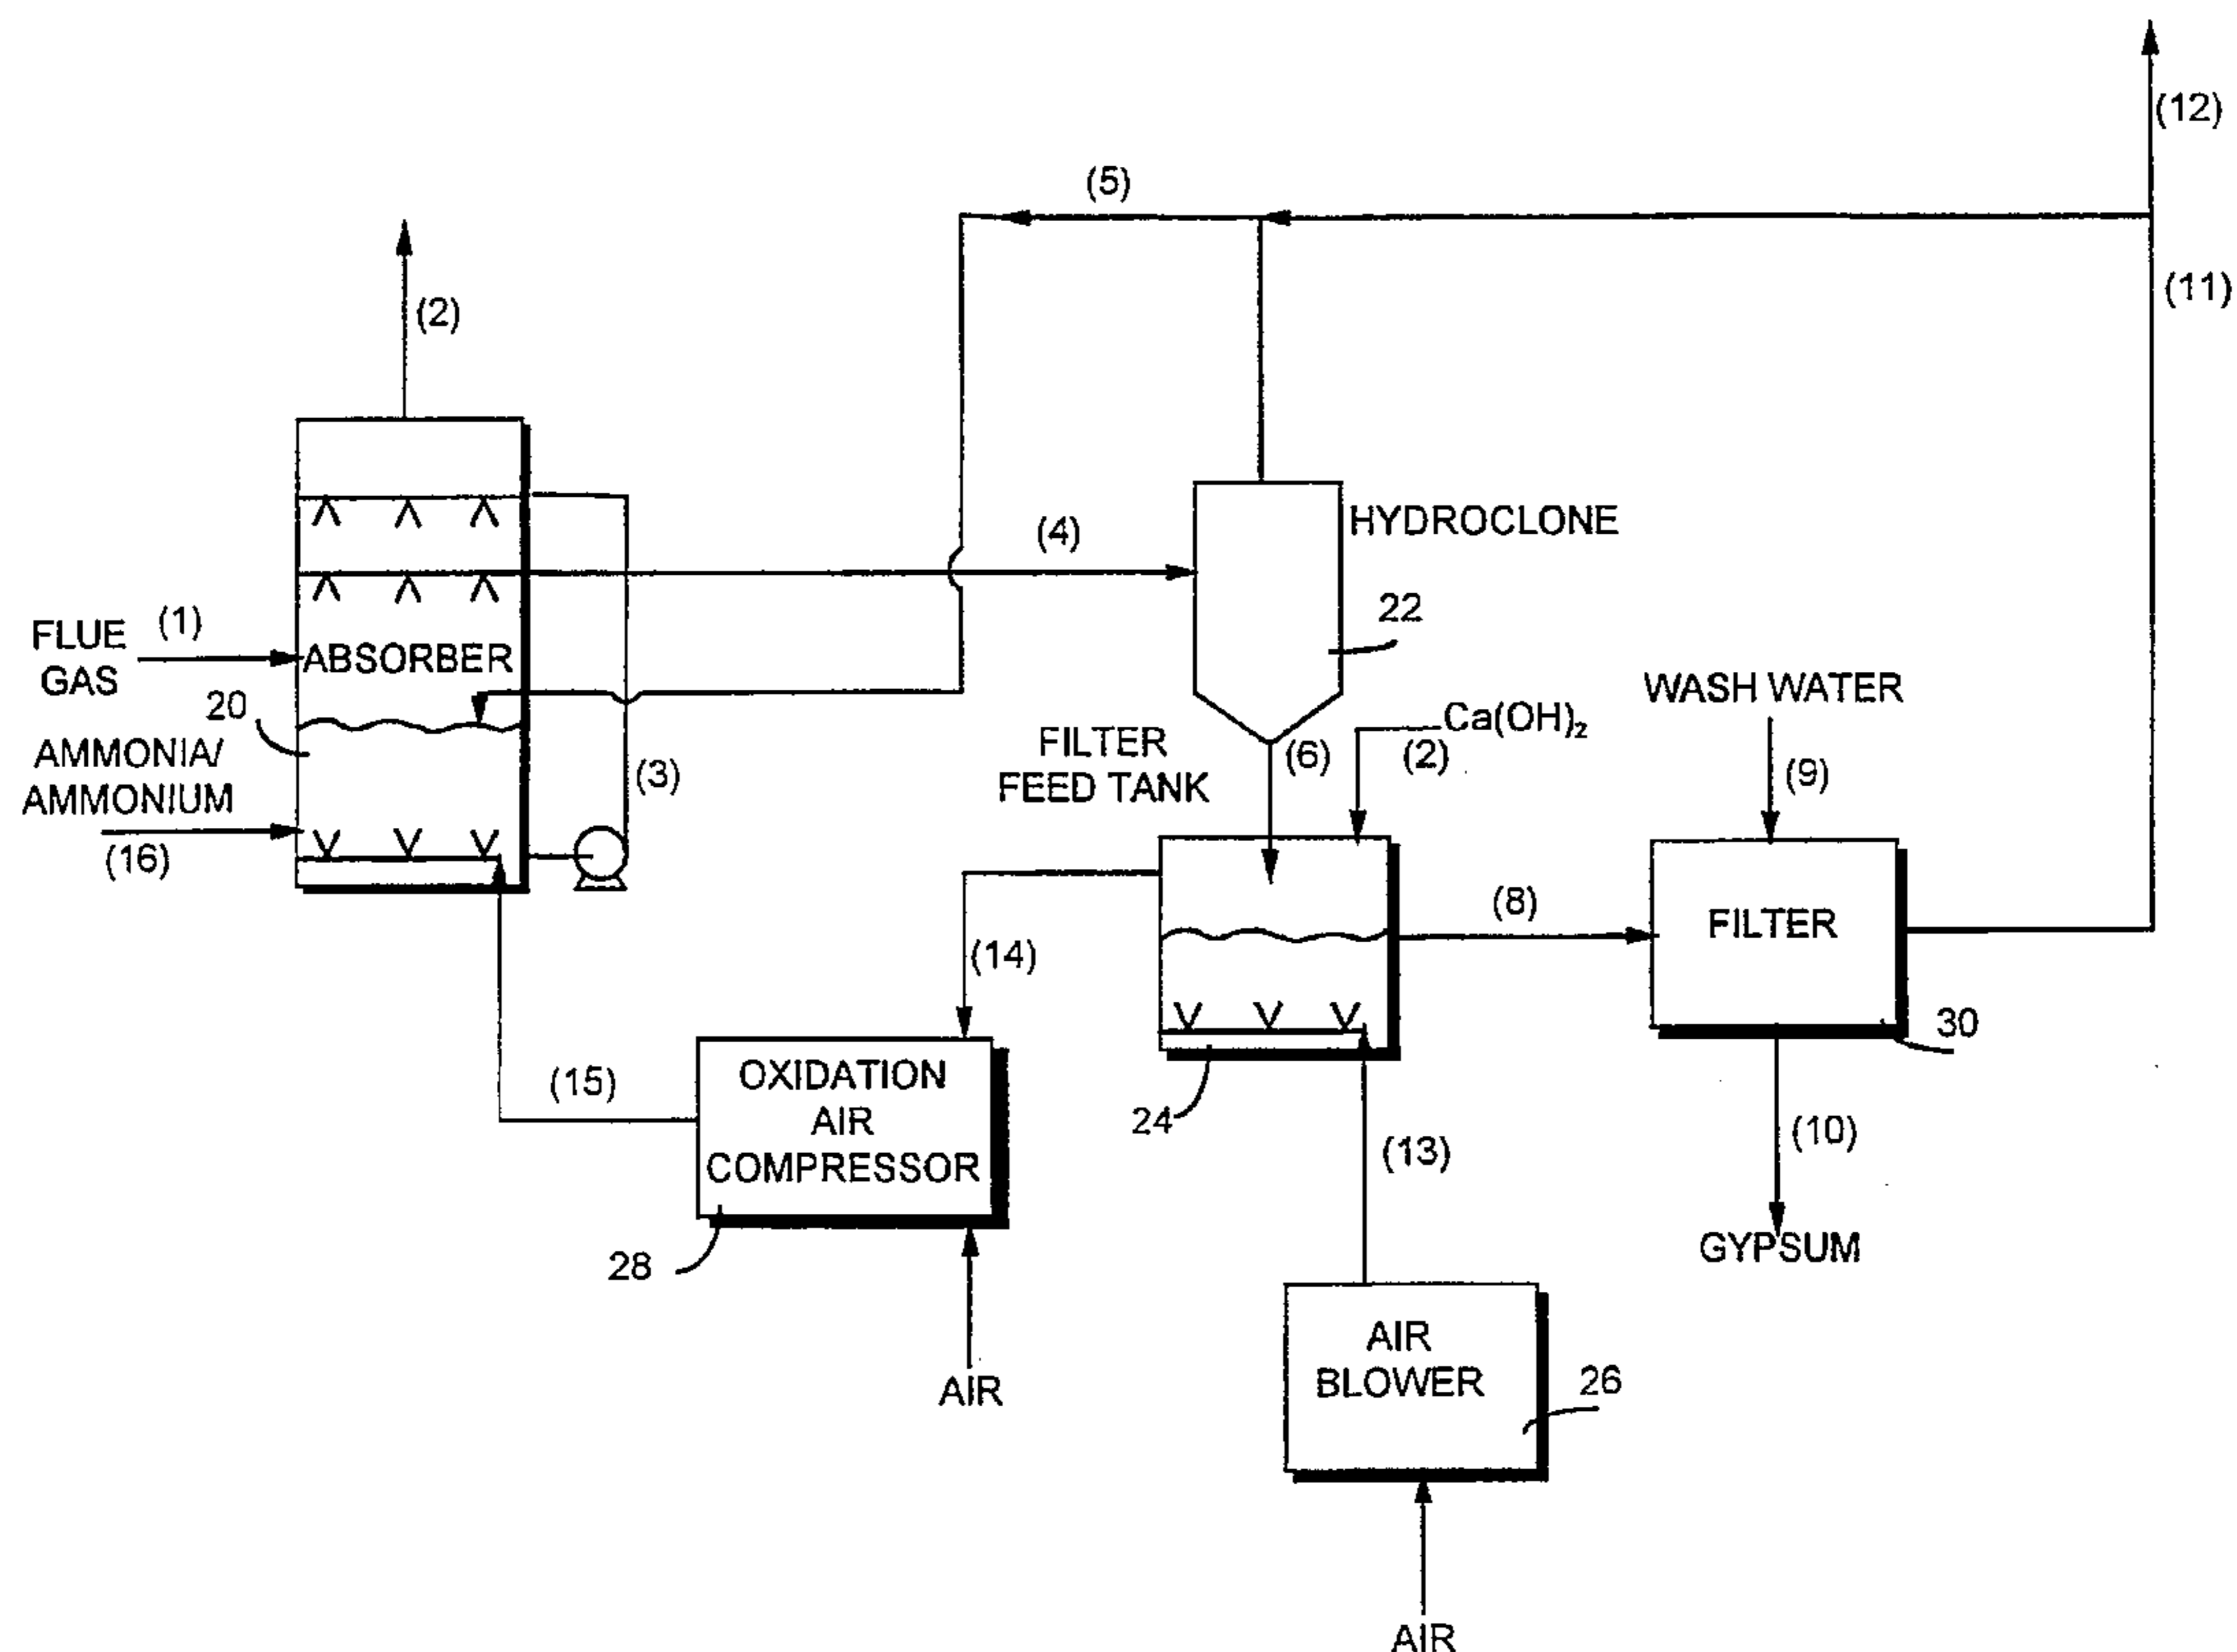 (12)
(5)
(11)
(2)
HYDROCLONE
(4)
22
FLUE
GAS
(1)
ABSORBER
20
AMMONIA/
AMMONIUM
(16)
(3)
FILTER
FEED TANK
(6)
Ca(OH)₂
(2)
WASH WATER
(9)
(8)
FILTER
30
(14)
(15)
OXIDATION
AIR
COMPRESSOR
28
24
(13)
(10)
GYPSUM
AIR
AIR
BLOWER
26
AIR